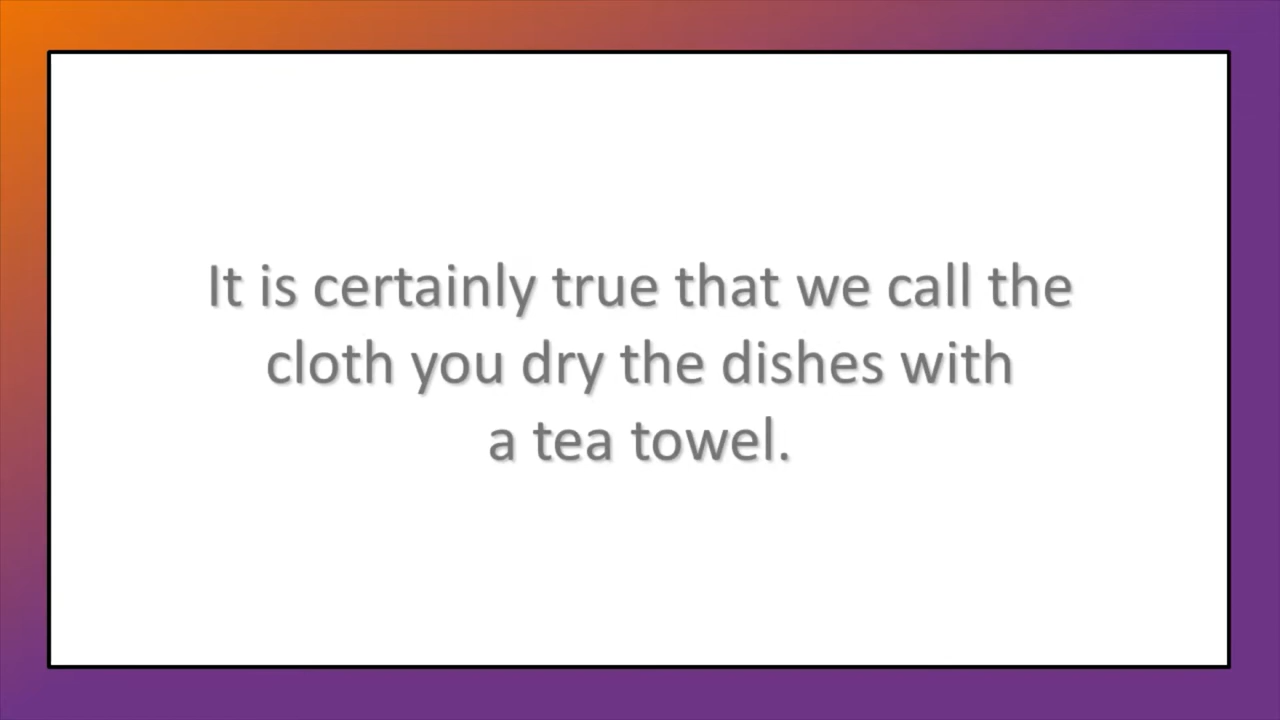 It is certainly true that we call the
cloth you dry the dishes with
a tea towel.